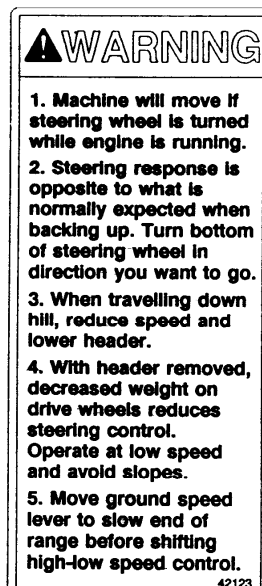 WARNING
1. Machine will move if
steering wheel is turned
while engine is running.
2. Steering response is
opposite to what is
normally expected when
backing up. Turn bottom
of steering wheel in
direction you want to go.
3. When travelling down
hill, reduce speed and
lower header.
4. With header removed,
decreased weight on
drive wheels reduces
steering control.
Operate at low speed
and avoid slopes.
5. Move ground speed
lever to slow end of
range before shifting
high-low speed control.
42123